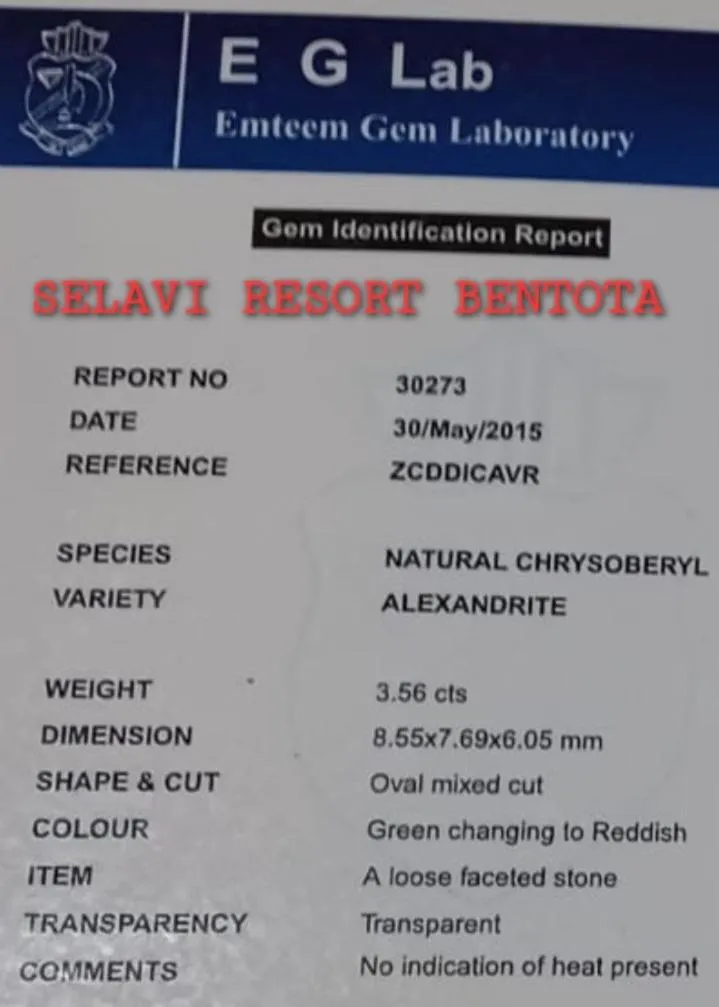 E G Lab
Emteem Gem Laboratory
Gem Identification Report
SELAVI RESORT BENTOTA
REPORT NO 30273
DATE 30/May/2015
REFERENCE ZCDDICAVR
SPECIES NATURAL CHRYSOBERYL
VARIETY ALEXANDRITE
WEIGHT 3.56 cts
DIMENSION 8.55x7.69x6.05 mm
SHAPE & CUT Oval mixed cut
COLOUR Green changing to Reddish
ITEM A loose faceted stone
TRANSPARENCY Transparent
COMMENTS No indication of heat present